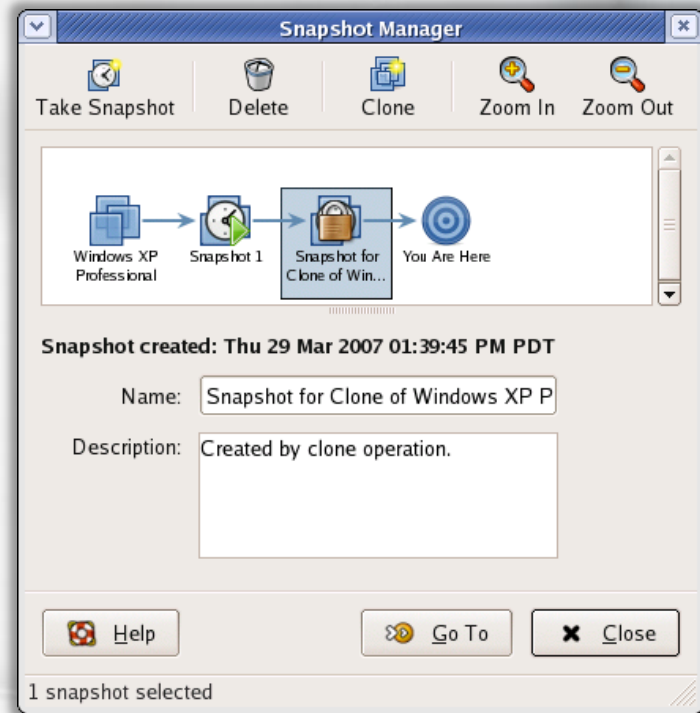 Snapshot Manager
Take Snapshot
Delete
Clone
Zoom In
Zoom Out
Windows XP
Professional
Snapshot 1
Snapshot for
Clone of Win...
You Are Here
Snapshot created: Thu 29 Mar 2007 01:39:45 PM PDT
Name:
Snapshot for Clone of Windows XP P
Description:
Created by clone operation.
Help
Go To
Close
1 snapshot selected